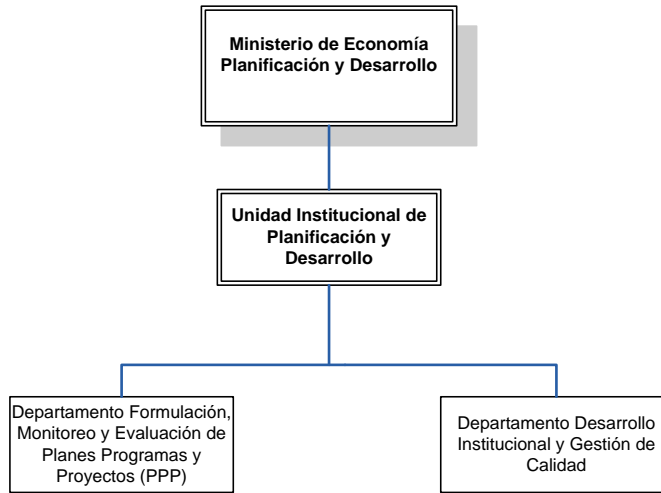 Ministerio de Economía
Planificación y Desarrollo
Unidad Institucional de
Planificación y
Desarrollo
Departamento Formulación,
Monitoreo y Evaluación de
Planes Programas y
Proyectos (PPP)
Departamento Desarrollo
Institucional y Gestión de
Calidad